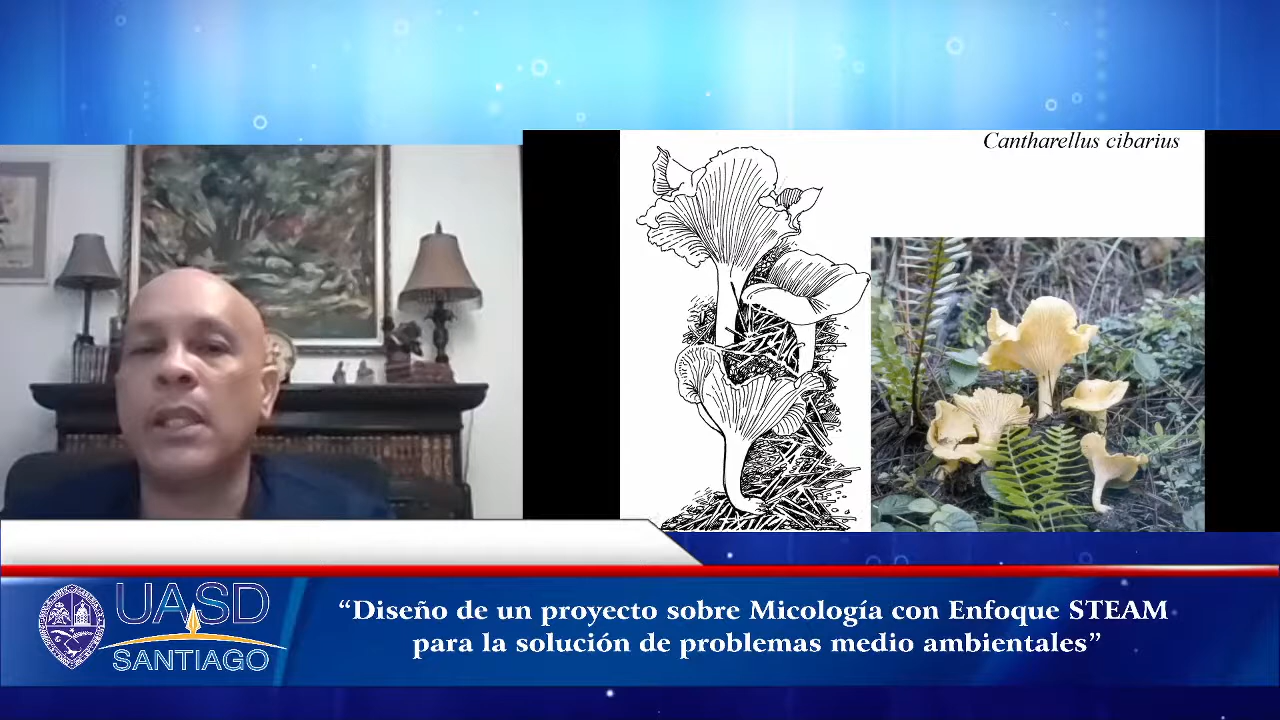 Cantharellus cibarius
UASD
SANTIAGO
“Diseño de un proyecto sobre Micología con Enfoque STEAM
para la solución de problemas medio ambientales”